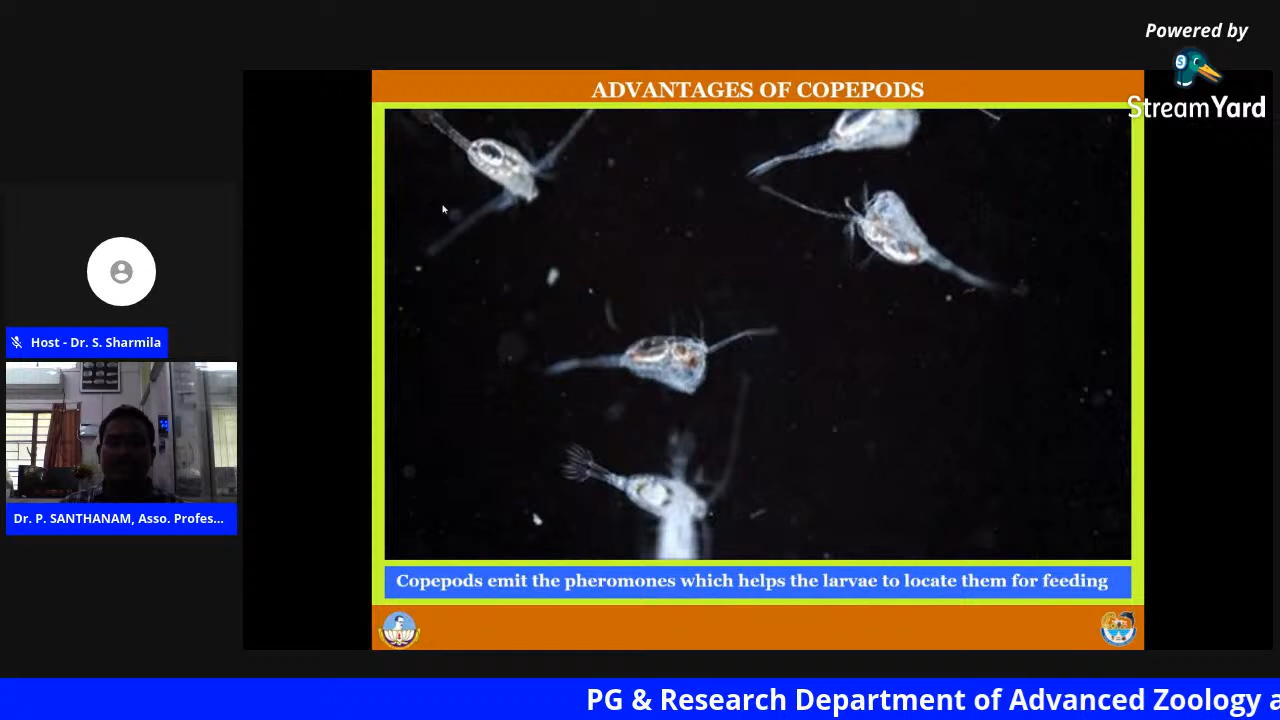 Powered by
StreamYard
ADVANTAGES OF COPEPODS
Host - Dr. S. Sharmila
Dr. P. SANTHANAM, Asso. Profes...
Copepods emit the pheromones which helps the larvae to locate them for feeding
PG & Research Department of Advanced Zoology a